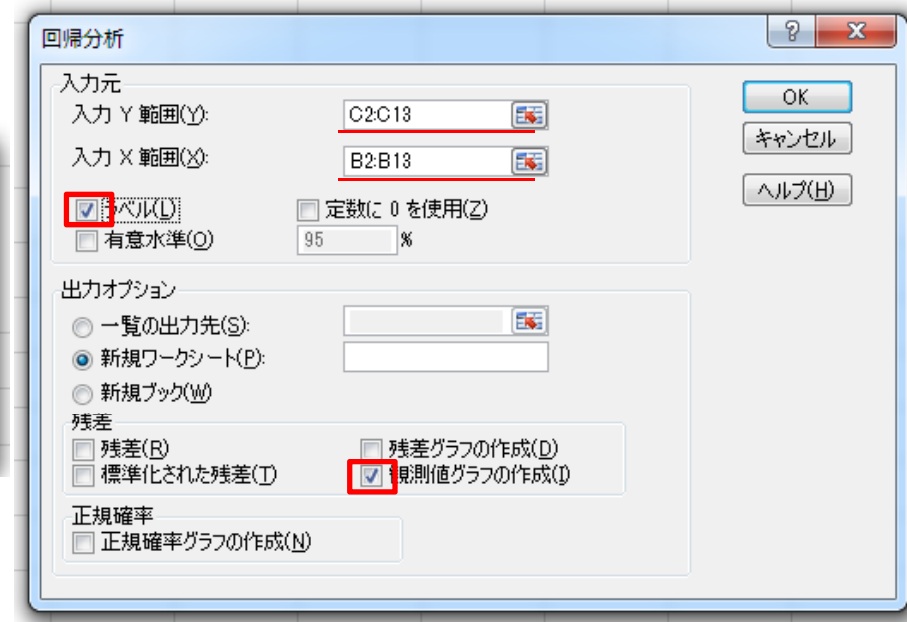 回帰分析
入力元
入力 Y 範囲(Y): C2:C13
入力 X 範囲(X): B2:B13
ラベル(L) 定数に 0 を使用(Z)
有意水準(O) 95 %
出力オプション
一覧の出力先(S):
新規ワークシート(P):
新規ブック(W)
残差
残差(R) 残差グラフの作成(D)
標準化された残差(T) 観測値グラフの作成(I)
正規確率
正規確率グラフの作成(N)
OK
キャンセル
ヘルプ(H)